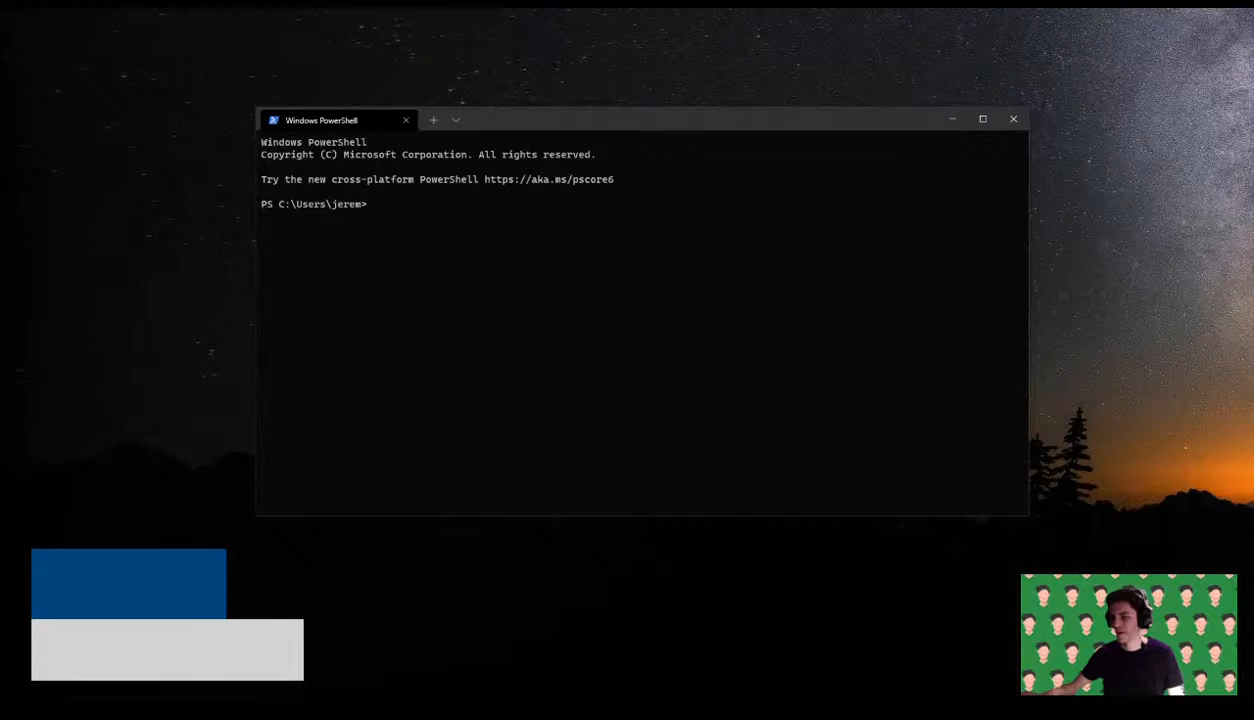 Windows PowerShell
Windows PowerShell
Copyright (C) Microsoft Corporation. All rights reserved.
Try the new cross-platform PowerShell https://aka.ms/pscore6
PS C:\Users\jerem>